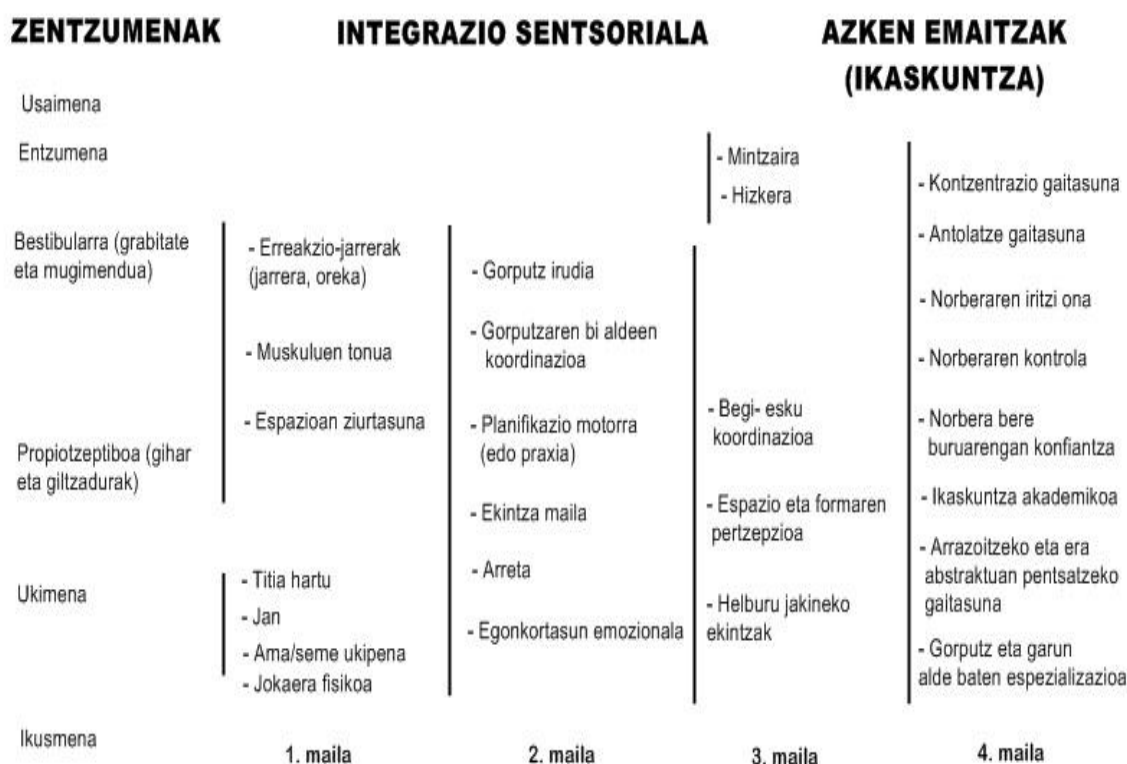 ZENTZUMENAK
INTEGRAZIO SENTSORIALA
AZKEN EMAITZAK
(IKASKUNTZA)
Usaimena
Entzumena
Bestibularra (grabitate
eta mugimendua)
Propiotzeptiboa (gihar
eta giltzadurak)
Ukimena
Ikusmena
- Erreakzio-jarrerak
(jarrera, oreka)
- Muskuluen tonua
- Espazioan ziurtasuna
- Titia hartu
- Jan
- Ama/seme ukipena
- Jokaera fisikoa
1. maila
- Gorputz irudia
- Gorputzaren bi aldeen
koordinazioa
- Planifikazio motorra
(edo praxia)
- Ekintza maila
- Arreta
- Egonkortasun emozionala
2. maila
- Mintzaira
- Hizkera
- Begi- esku
koordinazioa
- Espazio eta formaren
pertzepzioa
- Helburu jakineko
ekintzak
3. maila
- Kontzentrazio gaitasuna
- Antolatze gaitasuna
- Norberaren iritzi ona
- Norberaren kontrola
- Norbera bere
buruarengan konfiantza
- Ikaskuntza akademikoa
- Arrazoitzeko eta era
abstraktuan pentsatzeko
gaitasuna
- Gorputz eta garun
alde baten espezializazioa
4. maila